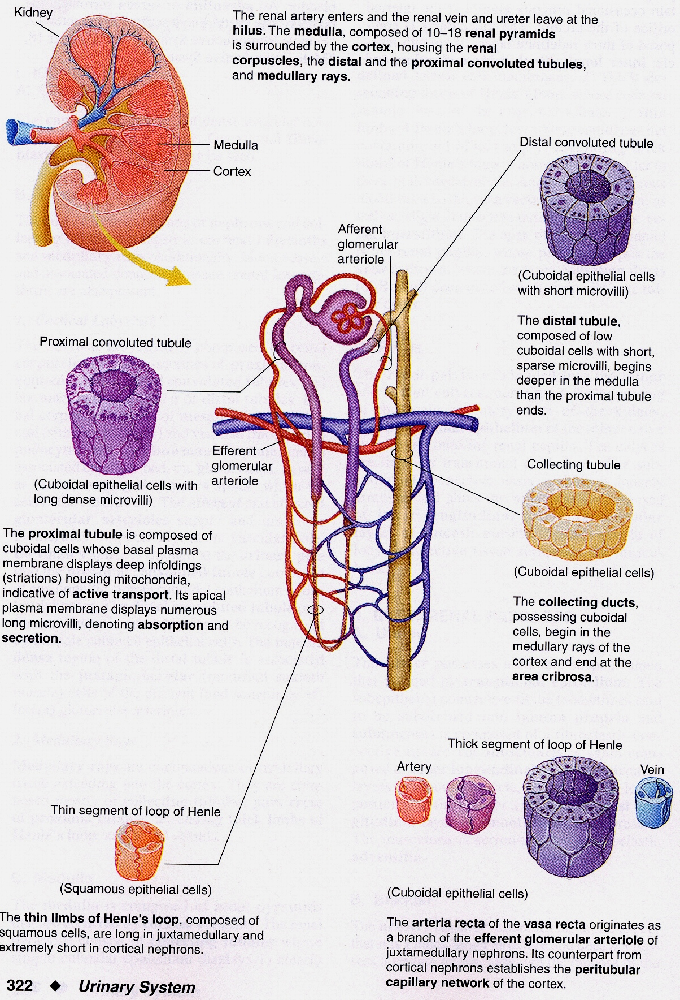 Kidney
The renal artery enters and the renal vein and ureter leave at the
hilus. The medulla, composed of 10–18 renal pyramids
is surrounded by the cortex, housing the renal
corpuscles, the distal and the proximal convoluted tubules,
and medullary rays.
Medulla
Cortex
Distal convoluted tubule
(Cuboidal epithelial cells
with short microvilli)
The distal tubule,
composed of low
cuboidal cells with short,
sparse microvilli, begins
deeper in the medulla
than the proximal tubule
ends.
Afferent
glomerular
arteriole
Proximal convoluted tubule
(Cuboidal epithelial cells with
long dense microvilli)
Efferent
glomerular
arteriole
The proximal tubule is composed of
cuboidal cells whose basal plasma
membrane displays deep infoldings
(striations) housing mitochondria,
indicative of active transport. Its apical
plasma membrane displays numerous
long microvilli, denoting absorption and
secretion.
Collecting tubule
(Cuboidal epithelial cells)
The collecting ducts,
possessing cuboidal
cells, begin in the
medullary rays of the
cortex and end at the
area cribrosa.
Thin segment of loop of Henle
(Squamous epithelial cells)
The thin limbs of Henle's loop, composed of
squamous cells, are long in juxtamedullary and
extremely short in cortical nephrons.
Thick segment of loop of Henle
Artery
Vein
(Cuboidal epithelial cells)
The arteria recta of the vasa recta originates as
a branch of the efferent glomerular arteriole of
juxtamedullary nephrons. Its counterpart from
cortical nephrons establishes the peritubular
capillary network of the cortex.
322 ◆ Urinary System